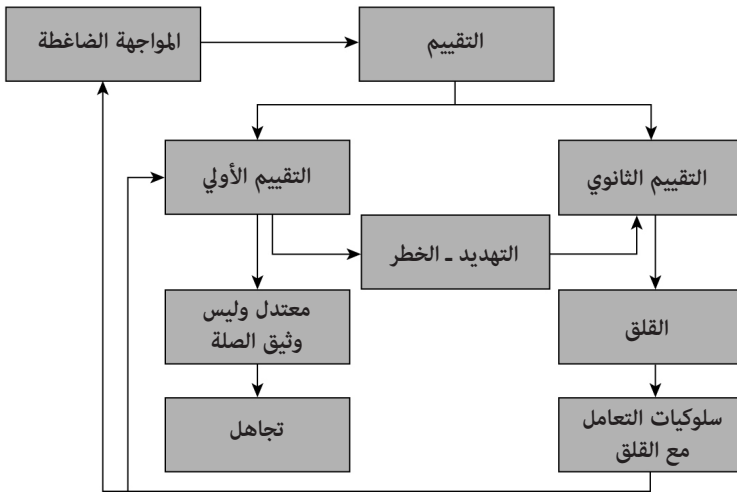 المواجهة الضاغطة
التقييم
التقييم الأولي
التقييم الثانوي
التهديد ـ الخطر
معتدل وليس
وثيق الصلة
القلق
تجاهل
سلوكيات التعامل
مع القلق